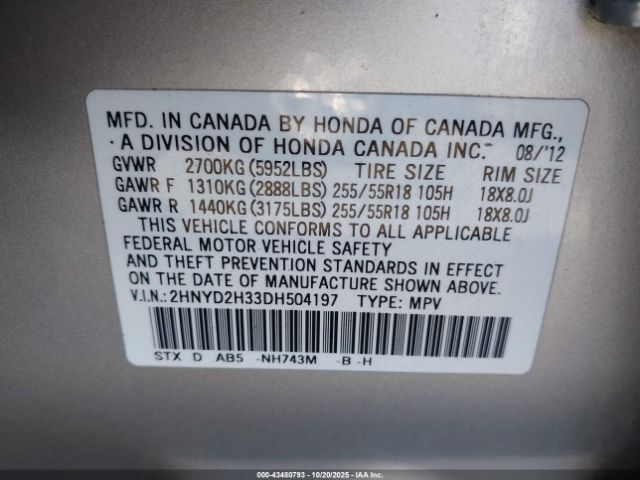 MFD. IN CANADA BY HONDA OF CANADA MFG.,
A DIVISION OF HONDA CANADA INC. 08/'12
GVWR 2700KG (5952LBS) TIRE SIZE RIM SIZE
GAWR F 1310KG (2888LBS) 255/55R18 105H 18X8.0J
GAWR R 1440KG (3175LBS) 255/55R18 105H 18X8.0J
THIS VEHICLE CONFORMS TO ALL APPLICABLE
FEDERAL MOTOR VEHICLE SAFETY
AND THEFT PREVENTION STANDARDS IN EFFECT
ON THE DATE OF MANUFACTURE SHOWN ABOVE.
V.I.N.: 2HNYD2H33DH504197 TYPE: MPV
STX D AB5 -NH743M -B -H
000-43480793 | 10/20/2025 - IAA, Inc.